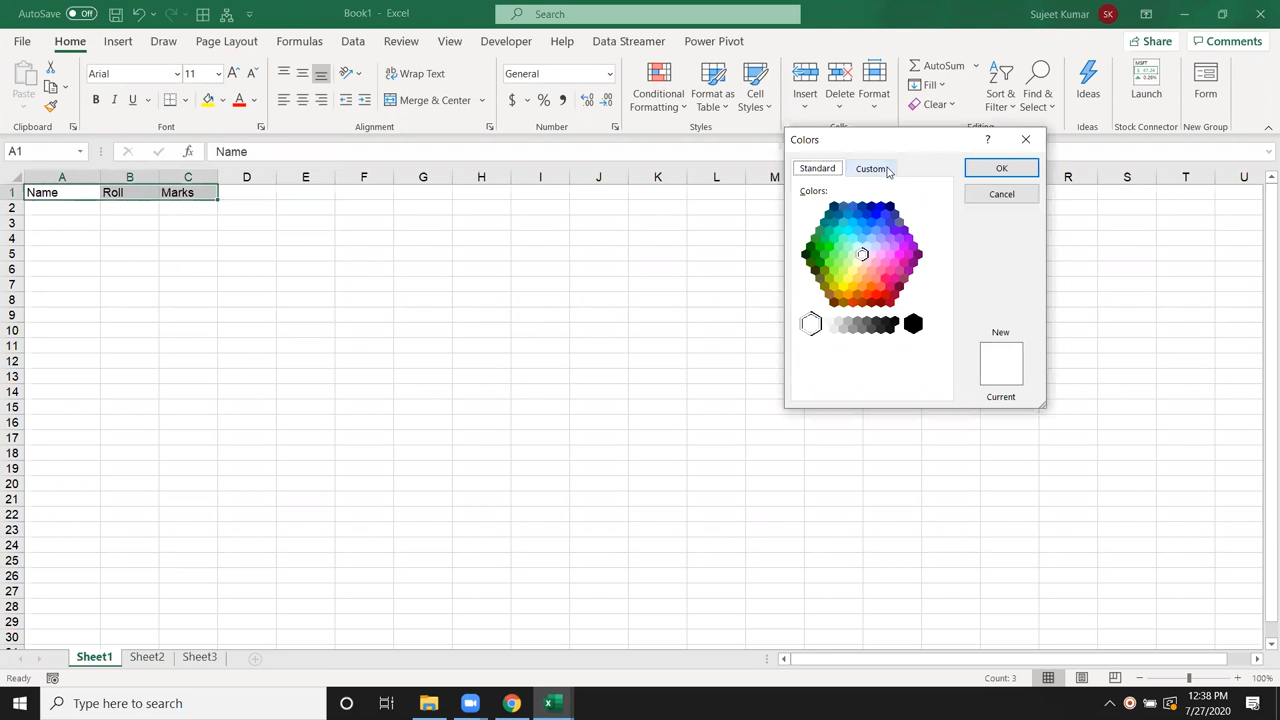 AutoSave Off Book1 - Excel Search Sujeet Kumar SK
File Home Insert Draw Page Layout Formulas Data Review View Developer Help Data Streamer Power Pivot Share Comments
Paste Arial 11 Wrap Text General Conditional Formatting Format as Table Cell Styles Insert Delete Format AutoSum Fill Clear Sort & Filter Find & Select Ideas Launch Form
B I U Merge & Center $ % ,
Clipboard Font Alignment Number Styles Cells Editing Ideas Stock Connector New Group
A1 fx Name
Colors ? 
Standard Custom OK
Cancel
Colors:
New
Current
A B C D E F G H I J K L M R S T U
1 Name Roll Marks
2
3
4
5
6
7
8
9
10
11
12
13
14
15
16
17
18
19
20
21
22
23
24
25
26
27
28
29
30
Sheet1 Sheet2 Sheet3
Ready Count: 3 100%
Type here to search 12:38 PM
7/27/2020